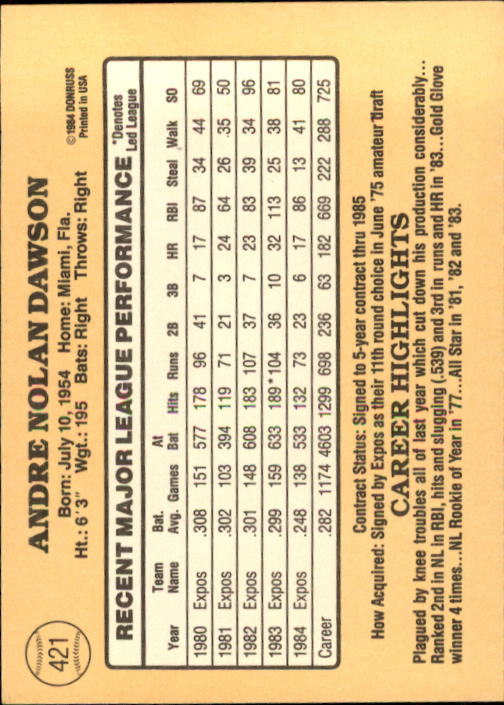 421
ANDRE NOLAN DAWSON
Born: July 10, 1954 Home: Miami, Fla.
Ht.: 6'3" Wgt.: 195 Bats: Right Throws: Right
©1984 DONRUSS
Printed in USA
RECENT MAJOR LEAGUE PERFORMANCE *Denotes Led League
Year Team Name Bat. Avg. Games At Bat Hits Runs 2B 3B HR RBI Steal Walk SO
1980 Expos .308 151 577 178 96 41 7 17 87 34 44 69
1981 Expos .302 103 394 119 71 21 3 24 64 26 .35 50
1982 Expos .301 148 608 183 107 37 7 23 83 39 34 96
1983 Expos .299 159 633 189* 104 36 10 32 113 25 38 81
1984 Expos .248 138 533 132 73 23 6 17 86 13 41 80
Career .282 1174 4603 1299 698 236 63 182 669 222 288 725
Contract Status: Signed to 5-year contract thru 1985
How Acquired: Signed by Expos as their 11th round choice in June '75 amateur draft
CAREER HIGHLIGHTS
Plagued by knee troubles all of last year which cut down his production considerably...
Ranked 2nd in NL in RBI, hits and slugging (.539) and 3rd in runs and HR in '83...Gold Glove
winner 4 times...NL Rookie of Year in '77...All Star in '81, '82 and '83.